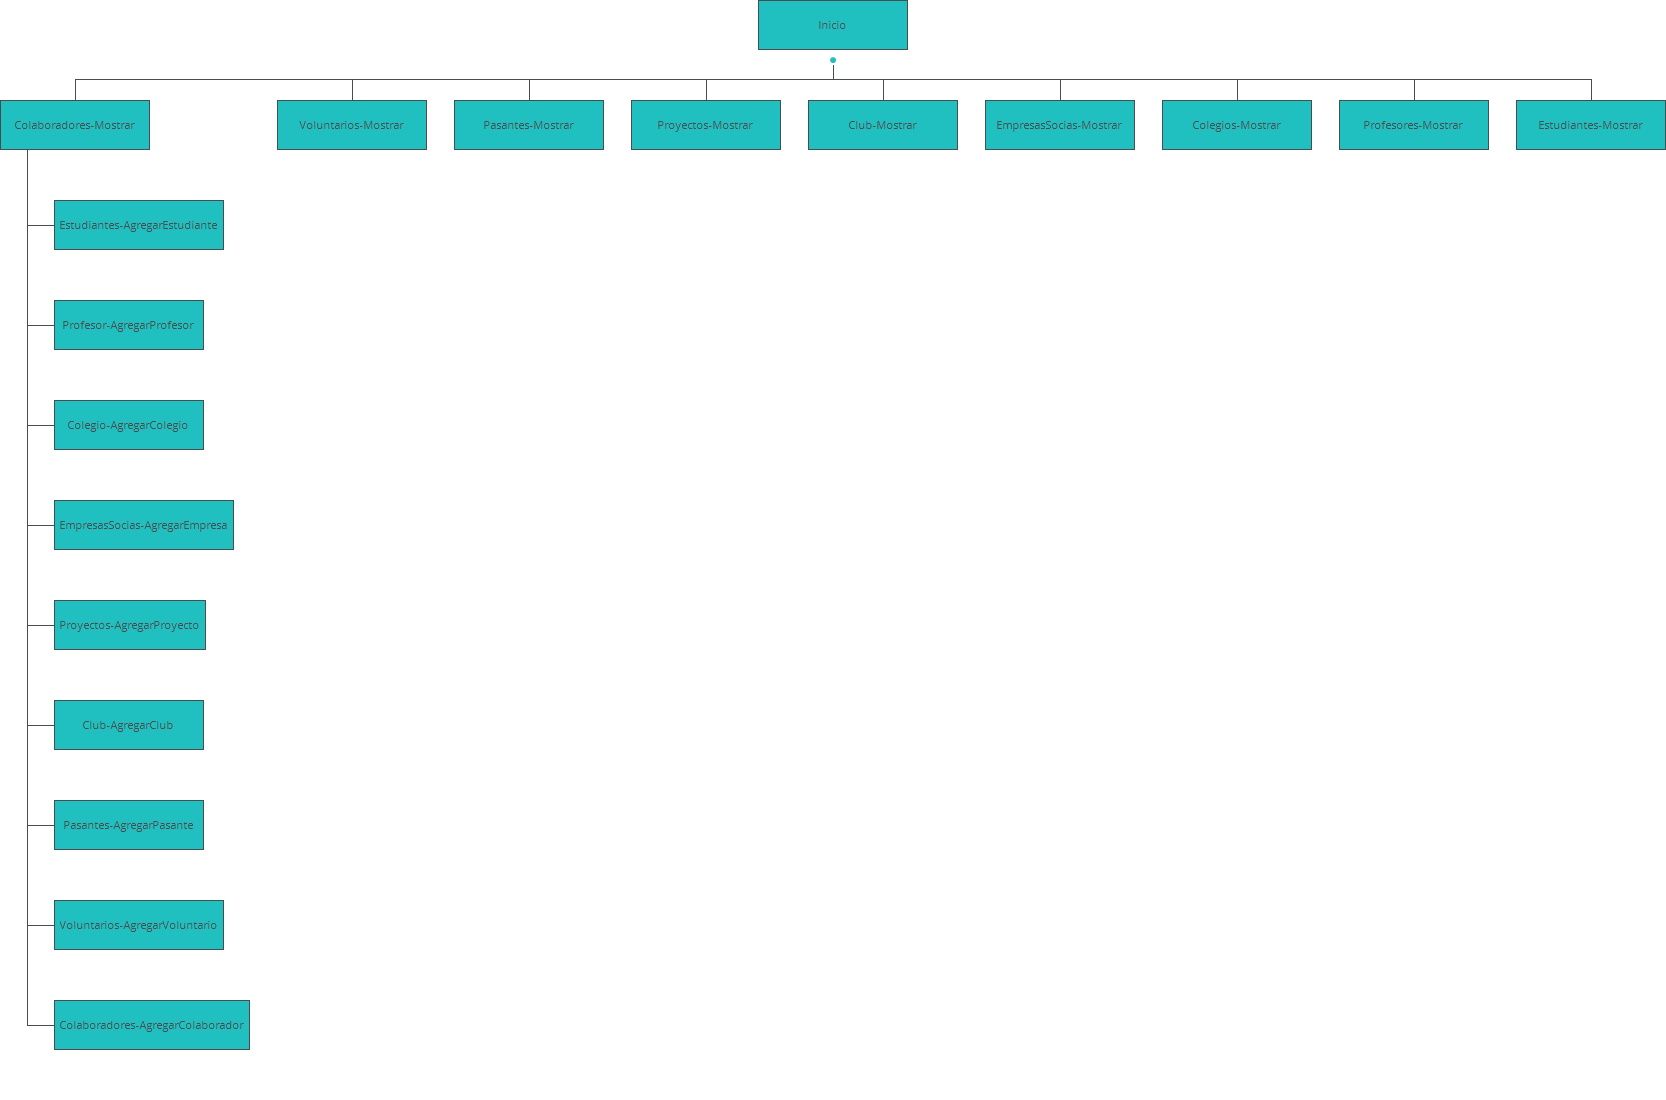 Inicio
Colaboradores-Mostrar
Voluntarios-Mostrar
Pasantes-Mostrar
Proyectos-Mostrar
Club-Mostrar
EmpresasSocias-Mostrar
Colegios-Mostrar
Profesores-Mostrar
Estudiantes-Mostrar
Estudiantes-AgregarEstudiante
Profesor-AgregarProfesor
Colegio-AgregarColegio
EmpresasSocias-AgregarEmpresa
Proyectos-AgregarProyecto
Club-AgregarClub
Pasantes-AgregarPasante
Voluntarios-AgregarVoluntario
Colaboradores-AgregarColaborador